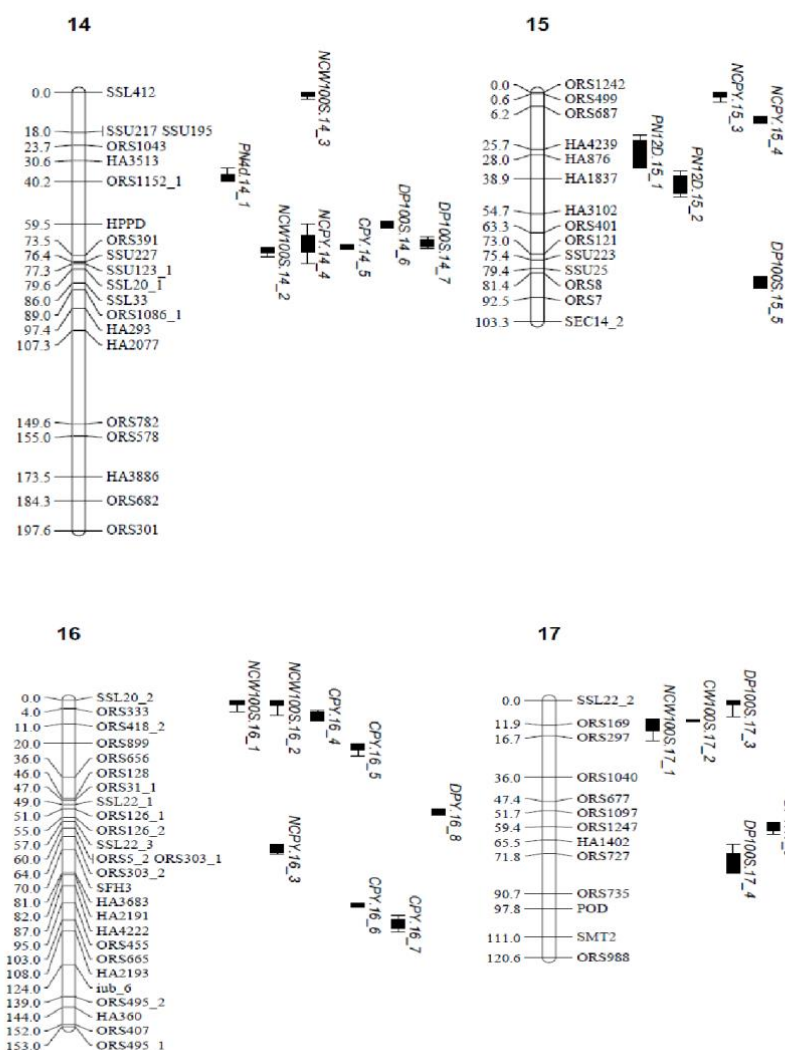 14
NCW100S.14_3
0.0 SSL412
18.0 SSU217 SSU195
23.7 ORS1043
30.6 HA3513
40.2 ORS1152_1
59.5 HPPD
73.5 ORS391
76.4 SSU227
77.3 SSU123_1
79.6 SSL20_1
86.0 SSL33
89.0 ORS1086_1
97.4 HA293
107.3 HA2077
149.6 ORS782
155.0 ORS578
173.5 HA3886
184.3 ORS682
197.6 ORS301
PN4d.14_1
NCW100S.14_2
NCPY.14_4
CPY.14_5
DP100S.14_6
DP100S.14_7
15
0.0 ORS1242
0.6 ORS499
6.2 ORS687
25.7 HA4239
28.0 HA876
38.9 HA1837
54.7 HA3102
63.3 ORS401
73.0 ORS121
75.4 SSU223
79.4 SSU25
81.4 ORS8
92.5 ORS7
103.3 SEC14_2
PN12D.15_1
PN12D.15_2
NCPY.15_3
NCPY.15_4
DP100S.15_5
16
0.0 SSL20_2
4.0 ORS333
11.0 ORS418_2
20.0 ORS899
36.0 ORS656
46.0 ORS128
47.0 ORS31_1
49.0 SSL22_1
51.0 ORS126_1
55.0 ORS126_2
57.0 SSL22_3
60.0 ORS5_2 ORS303_1
64.0 ORS303_2
70.0 SFH3
81.0 HA3683
82.0 HA2191
87.0 HA4222
95.0 ORS455
103.0 ORS665
108.0 HA2193
124.0 iub_6
139.0 ORS495_2
144.0 HA360
152.0 ORS407
153.0 ORS495_1
NCW100S.16_1
NCW100S.16_2
NCPY.16_3
CPY.16_4
CPY.16_5
CPY.16_6
CPY.16_7
DPY.16_8
17
0.0 SSL22_2
11.9 ORS169
16.7 ORS297
36.0 ORS1040
47.4 ORS677
51.7 ORS1097
59.4 ORS1247
65.5 HA1402
71.8 ORS727
90.7 ORS735
97.8 POD
111.0 SMT2
120.6 ORS988
NCW100S.17_1
CW100S.17_2
DP100S.17_3
DP100S.17_4